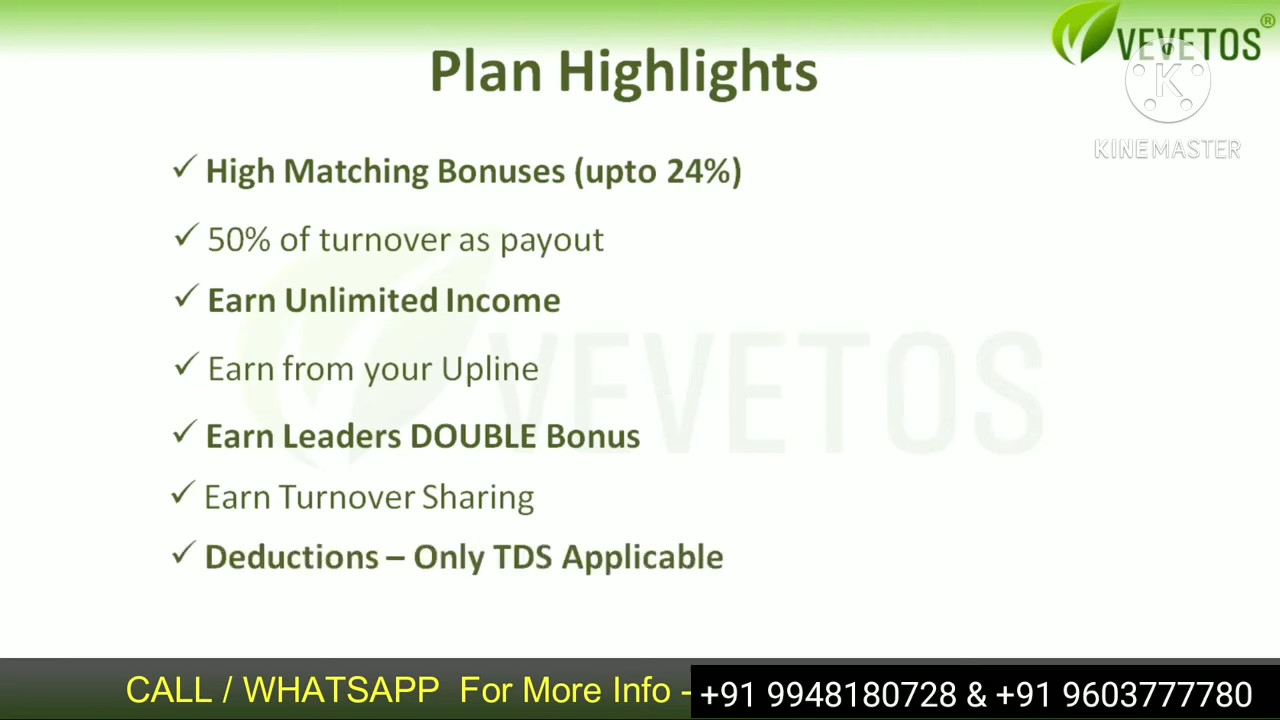 VEVETOS®
Plan Highlights
K
KINEMASTER
✓ High Matching Bonuses (upto 24%)
✓ 50% of turnover as payout
✓ Earn Unlimited Income
✓ Earn from your Upline
VEVETOS
✓ Earn Leaders DOUBLE Bonus
✓ Earn Turnover Sharing
✓ Deductions – Only TDS Applicable
CALL / WHATSAPP For More Info - +91 9948180728 & +91 9603777780